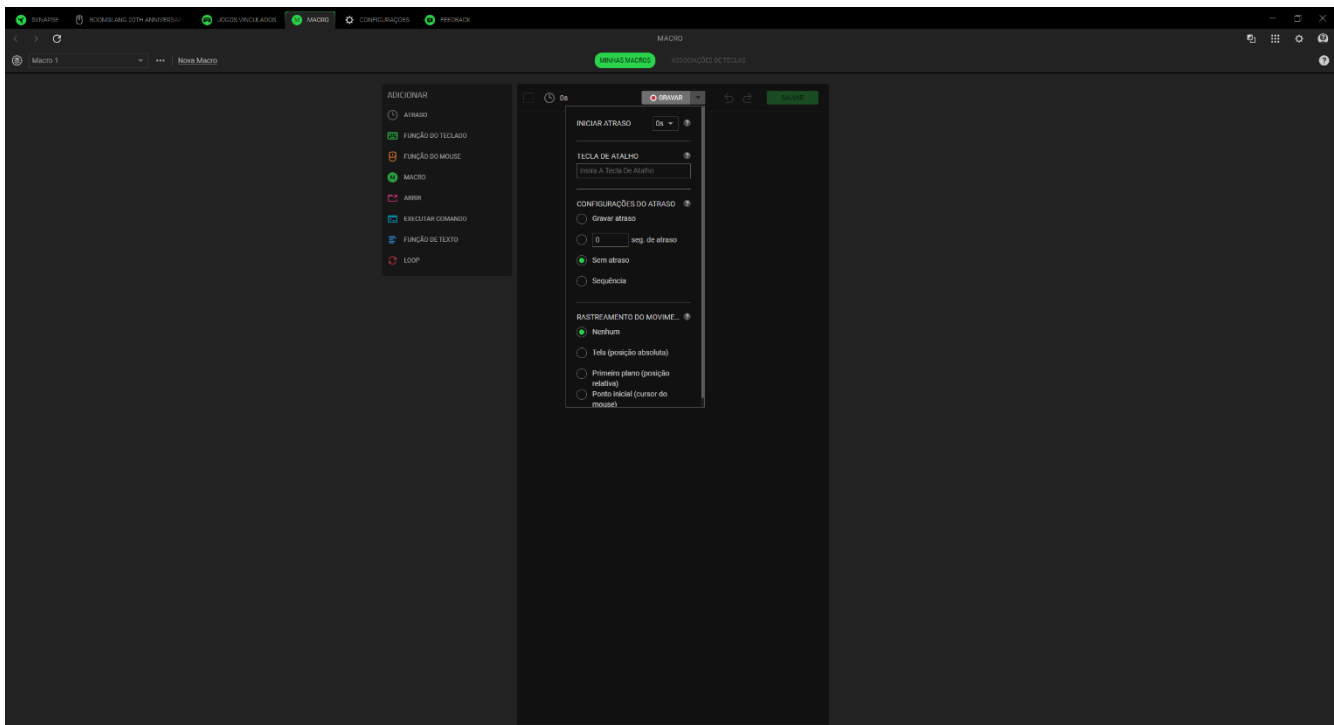 SYNAPSE BOOMSLANG 20TH ANNIVERSA JOGOS VINCULADOS MACRO CONFIGURAÇÕES FEEDBACK
MACRO
Macro 1 Nova Macro MINHAS MACROS ASSOCIAÇÕES DE TECLAS
ADICIONAR
ATRASO
FUNÇÃO DO TECLADO
FUNÇÃO DO MOUSE
MACRO
ABRIR
EXECUTAR COMANDO
FUNÇÃO DE TEXTO
LOOP
0s GRAVAR SALVAR
INICIAR ATRASO 0s
TECLA DE ATALHO
Insira A Tecla De Atalho
CONFIGURAÇÕES DO ATRASO
Gravar atraso
0 seg. de atraso
Sem atraso
Sequência
RASTREAMENTO DO MOVIME...
Nenhum
Tela (posição absoluta)
Primeiro plano (posição
relativa)
Ponto inicial (cursor do
mouse)